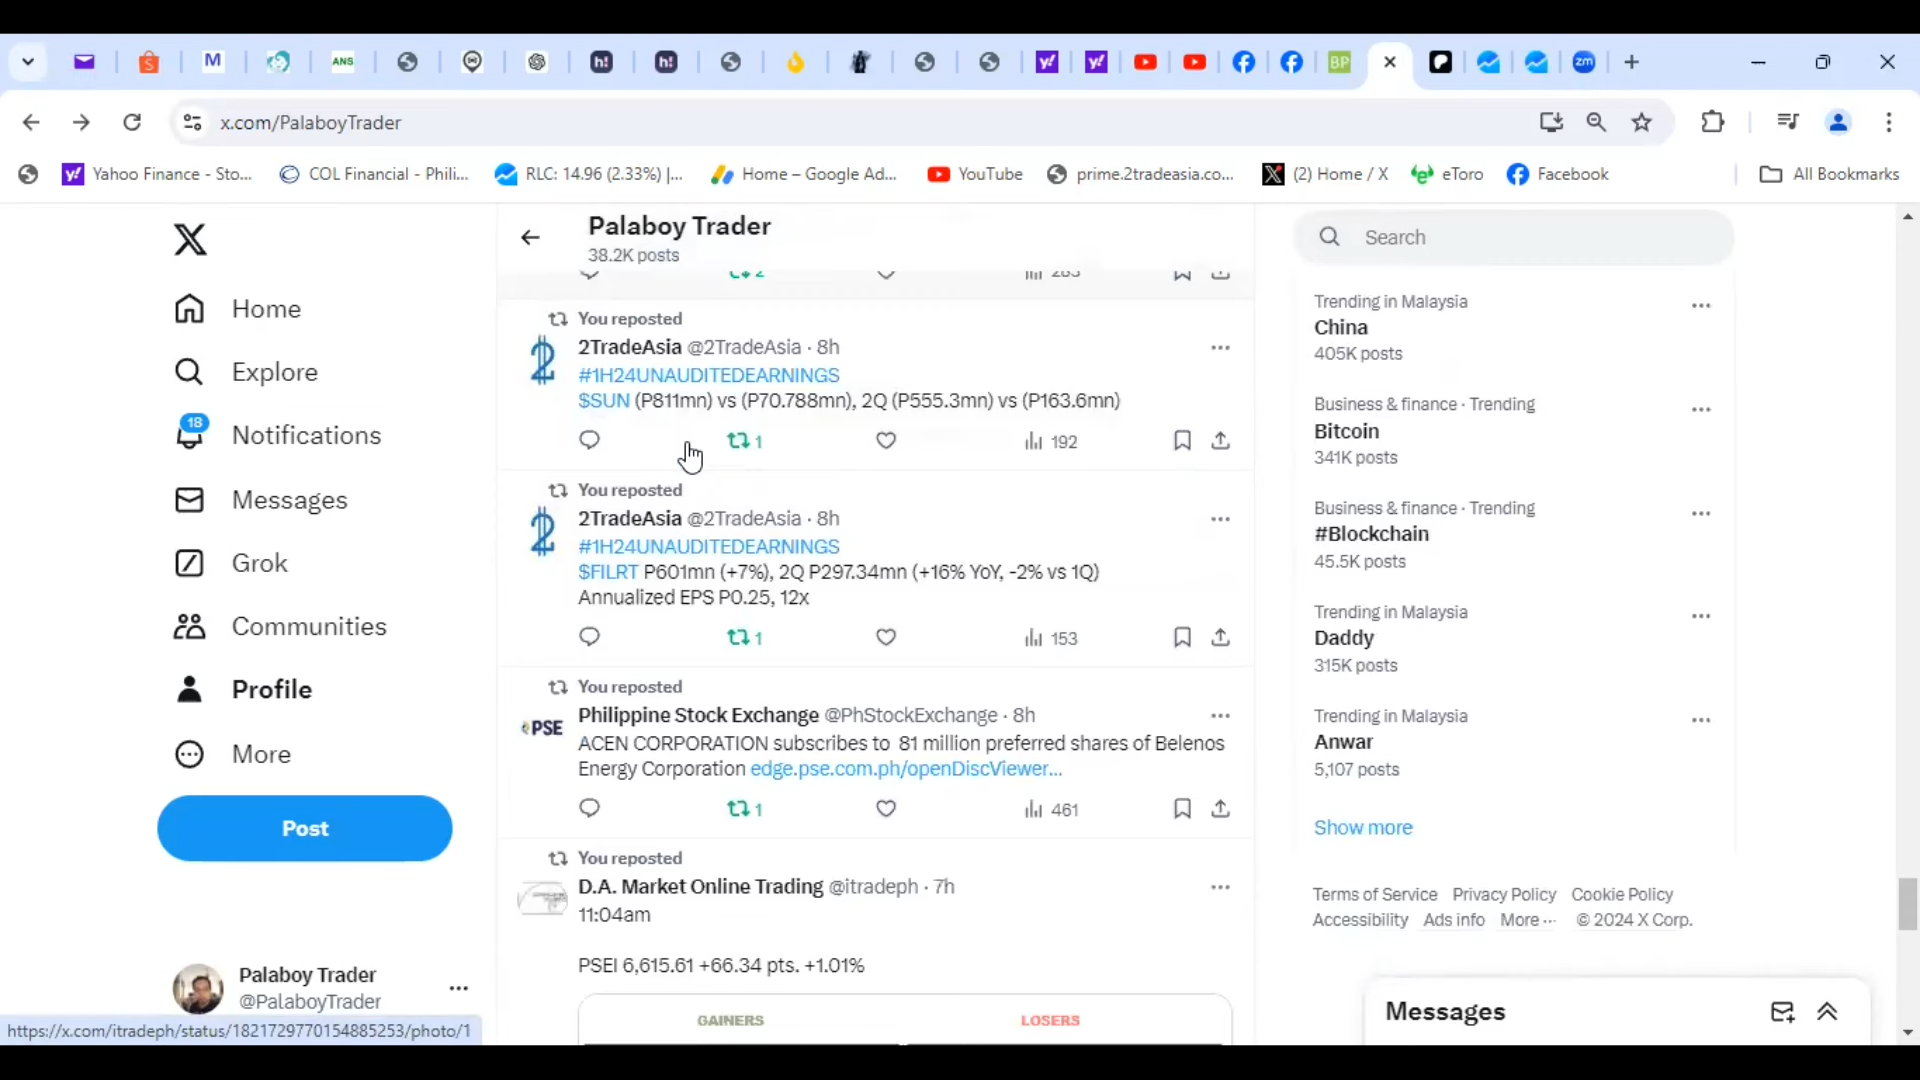 M
ANS
h!
h!
y!
y!
BP
zm
x.com/PalaboyTrader
Yahoo Finance - Sto...
COL Financial - Phili...
RLC: 14.96 (2.33%) |...
Home – Google Ad...
YouTube
prime.2tradeasia.co...
(2) Home / X
eToro
Facebook
All Bookmarks
Home
Explore
18
Notifications
Messages
Grok
Communities
Profile
More
Post
Palaboy Trader
@PalaboyTrader
https://x.com/itradeph/status/1821729770154885253/photo/1
Palaboy Trader
38.2K posts
2
283
You reposted
2TradeAsia @2TradeAsia · 8h
#1H24UNAUDITEDEARNINGS
$SUN (P811mn) vs (P70.788mn), 2Q (P555.3mn) vs (P163.6mn)
1
192
You reposted
2TradeAsia @2TradeAsia · 8h
#1H24UNAUDITEDEARNINGS
$FILRT P601mn (+7%), 2Q P297.34mn (+16% YoY, -2% vs 1Q)
Annualized EPS P0.25, 12x
1
153
You reposted
PSE
Philippine Stock Exchange @PhStockExchange · 8h
ACEN CORPORATION subscribes to 81 million preferred shares of Belenos
Energy Corporation edge.pse.com.ph/openDiscViewer...
1
461
You reposted
D.A. Market Online Trading @itradeph · 7h
11:04am
PSEI 6,615.61 +66.34 pts. +1.01%
GAINERS
LOSERS
Search
Trending in Malaysia
China
405K posts
Business & finance · Trending
Bitcoin
341K posts
Business & finance · Trending
#Blockchain
45.5K posts
Trending in Malaysia
Daddy
315K posts
Trending in Malaysia
Anwar
5,107 posts
Show more
Terms of Service Privacy Policy Cookie Policy
Accessibility Ads info More ··· © 2024 X Corp.
Messages